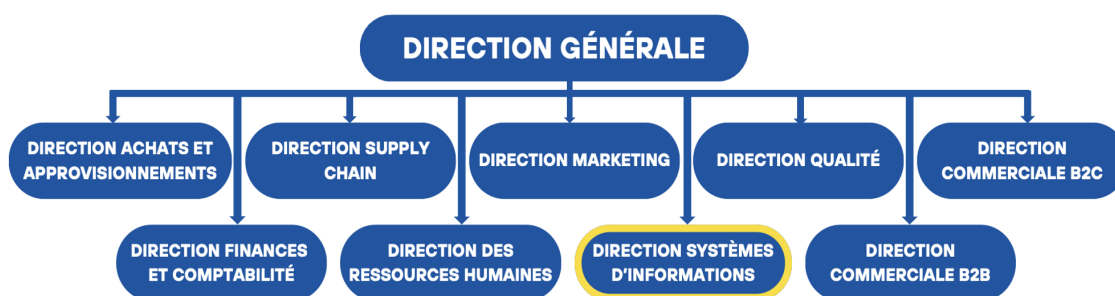 DIRECTION GÉNÉRALE
DIRECTION ACHATS ET
APPROVISIONNEMENTS
DIRECTION SUPPLY
CHAIN
DIRECTION MARKETING
DIRECTION QUALITÉ
DIRECTION
COMMERCIALE B2C
DIRECTION FINANCES
ET COMPTABILITÉ
DIRECTION DES
RESSOURCES HUMAINES
DIRECTION SYSTÈMES
D'INFORMATIONS
DIRECTION
COMMERCIALE B2B